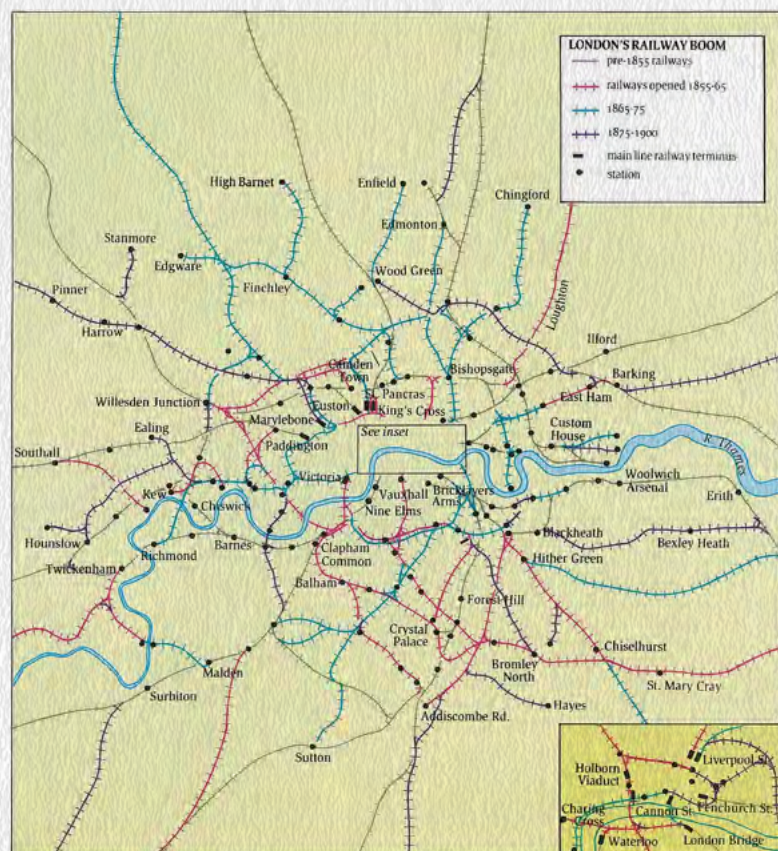 LONDON'S RAILWAY BOOM
pre-1855 railways
railways opened 1855-65
1865-75
1875-1900
main line railway terminus
station
High Barnet
Enfield
Chingford
Edmonton
Stanmore
Edgware
Finchley
Wood Green
Pinner
Harrow
Loughton
Ilford
Camden
Town
Bishopsgate
Barking
St. Pancras
East Ham
Willesden Junction
Euston
King's Cross
Marylebone
Ealing
Paddington
See inset
Custom
House
Southall
R. Thames
Victoria
Woolwich
Arsenal
Kew
Vauxhall
Bricklayers
Arms
Erith
Chiswick
Nine Elms
Hounslow
Barnes
Blackheath
Bexley Heath
Richmond
Clapham
Common
Hither Green
Twickenham
Balham
Forest Hill
Crystal
Palace
Chiselhurst
Malden
Bromley
North
St. Mary Cray
Surbiton
Addiscombe Rd.
Hayes
Sutton
Holborn
Viaduct
Liverpool St.
Charing
Cross
Cannon St.
Fenchurch St.
Waterloo
London Bridge